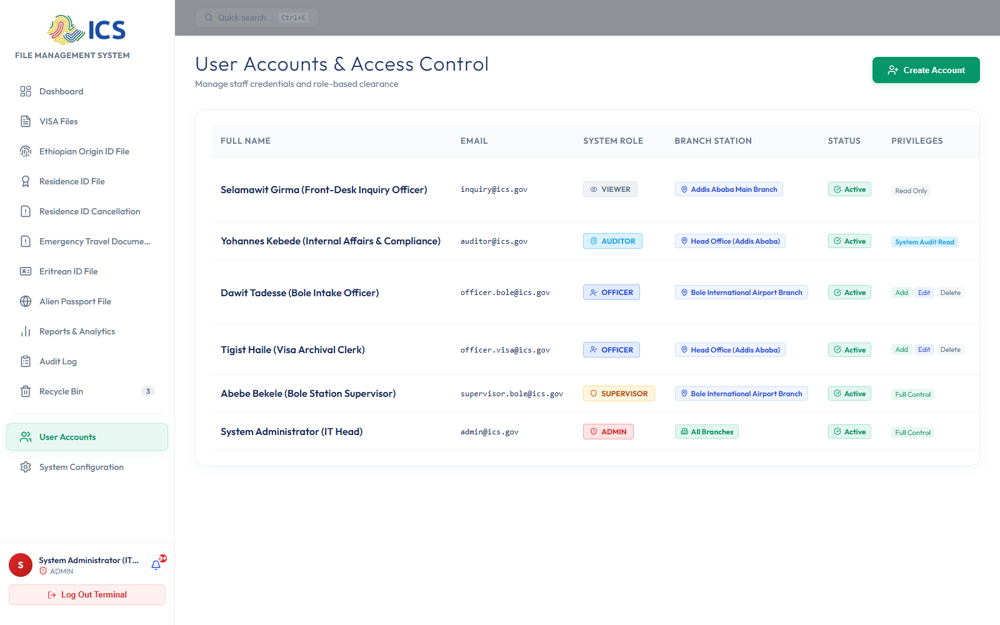 ICS
FILE MANAGEMENT SYSTEM
Dashboard
VISA Files
Ethiopian Origin ID File
Residence ID File
Residence ID Cancellation
Emergency Travel Docume...
Eritrean ID File
Alien Passport File
Reports & Analytics
Audit Log
Recycle Bin 3
User Accounts
System Configuration
S
System Administrator (IT...
ADMIN
9+
Log Out Terminal
Quick search... Ctrl+K
User Accounts & Access Control
Manage staff credentials and role-based clearance
Create Account
FULL NAME EMAIL SYSTEM ROLE BRANCH STATION STATUS PRIVILEGES
Selamawit Girma (Front-Desk Inquiry Officer) inquiry@ics.gov VIEWER Addis Ababa Main Branch Active Read Only
Yohannes Kebede (Internal Affairs & Compliance) auditor@ics.gov AUDITOR Head Office (Addis Ababa) Active System Audit Read
Dawit Tadesse (Bole Intake Officer) officer.bole@ics.gov OFFICER Bole International Airport Branch Active Add Edit Delete
Tigist Haile (Visa Archival Clerk) officer.visa@ics.gov OFFICER Head Office (Addis Ababa) Active Add Edit Delete
Abebe Bekele (Bole Station Supervisor) supervisor.bole@ics.gov SUPERVISOR Bole International Airport Branch Active Full Control
System Administrator (IT Head) admin@ics.gov ADMIN All Branches Active Full Control